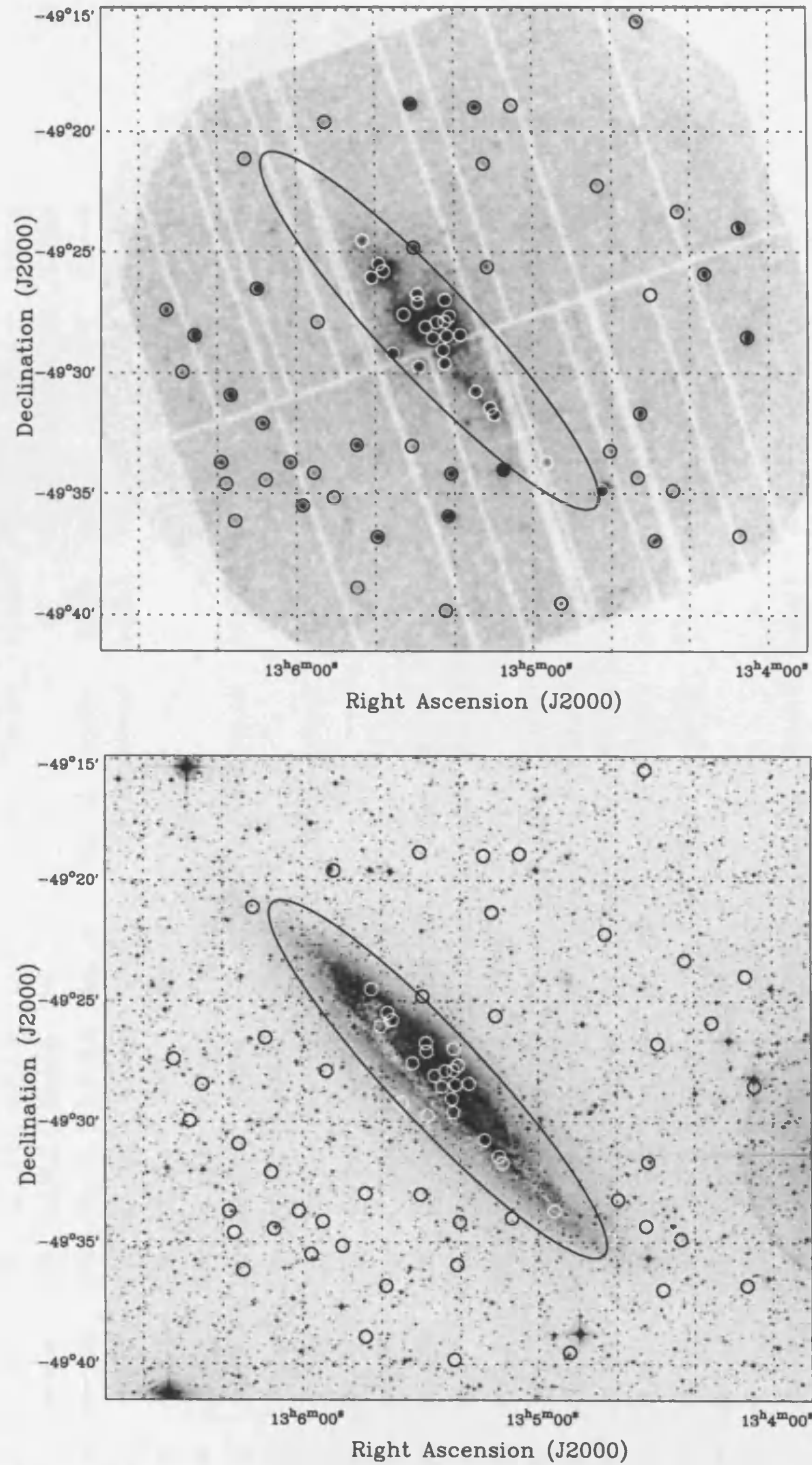 Declination (J2000)
−49°15′
−49°20′
−49°25′
−49°30′
−49°35′
−49°40′
13ʰ6ᵐ00ˢ
13ʰ5ᵐ00ˢ
13ʰ4ᵐ00ˢ
Right Ascension (J2000)
Declination (J2000)
−49°15′
−49°20′
−49°25′
−49°30′
−49°35′
−49°40′
13ʰ6ᵐ00ˢ
13ʰ5ᵐ00ˢ
13ʰ4ᵐ00ˢ
Right Ascension (J2000)